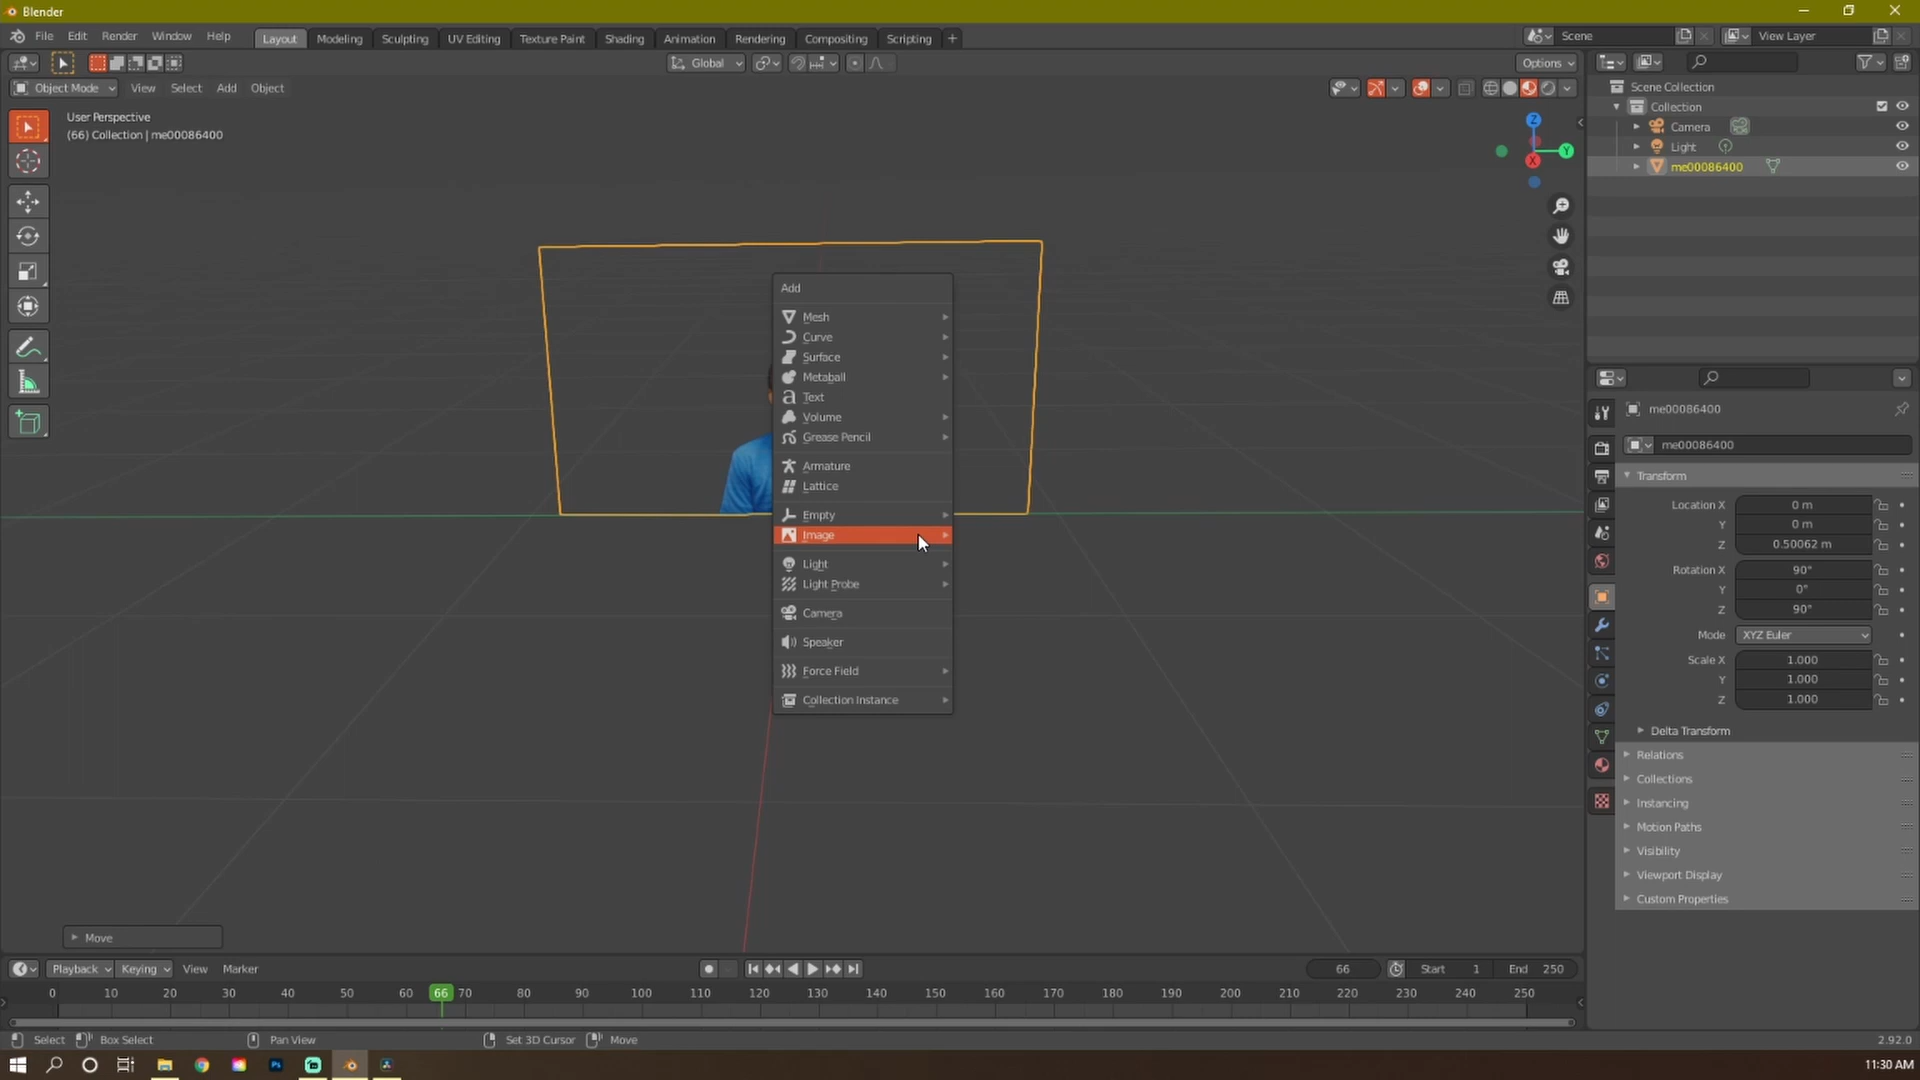 Blender
File Edit Render Window Help Layout Modeling Sculpting UV Editing Texture Paint Shading Animation Rendering Compositing Scripting + Scene View Layer
Global Options
Object Mode View Select Add Object
User Perspective
(66) Collection | me00086400
Z
Y
X
Scene Collection
Collection
Camera
Light
me00086400
Add
Mesh
Curve
Surface
Metaball
Text
Volume
Grease Pencil
Armature
Lattice
Empty
Image
Light
Light Probe
Camera
Speaker
Force Field
Collection Instance
me00086400
me00086400
Transform
Location X 0 m
Y 0 m
Z 0.50062 m
Rotation X 90°
Y 0°
Z 90°
Mode XYZ Euler
Scale X 1.000
Y 1.000
Z 1.000
Delta Transform
Relations
Collections
Instancing
Motion Paths
Visibility
Viewport Display
Custom Properties
Move
Playback Keying View Marker 66 Start 1 End 250
0 10 20 30 40 50 60 66 70 80 90 100 110 120 130 140 150 160 170 180 190 200 210 220 230 240 250
Select Box Select Pan View Set 3D Cursor Move 2.92.0
11:30 AM